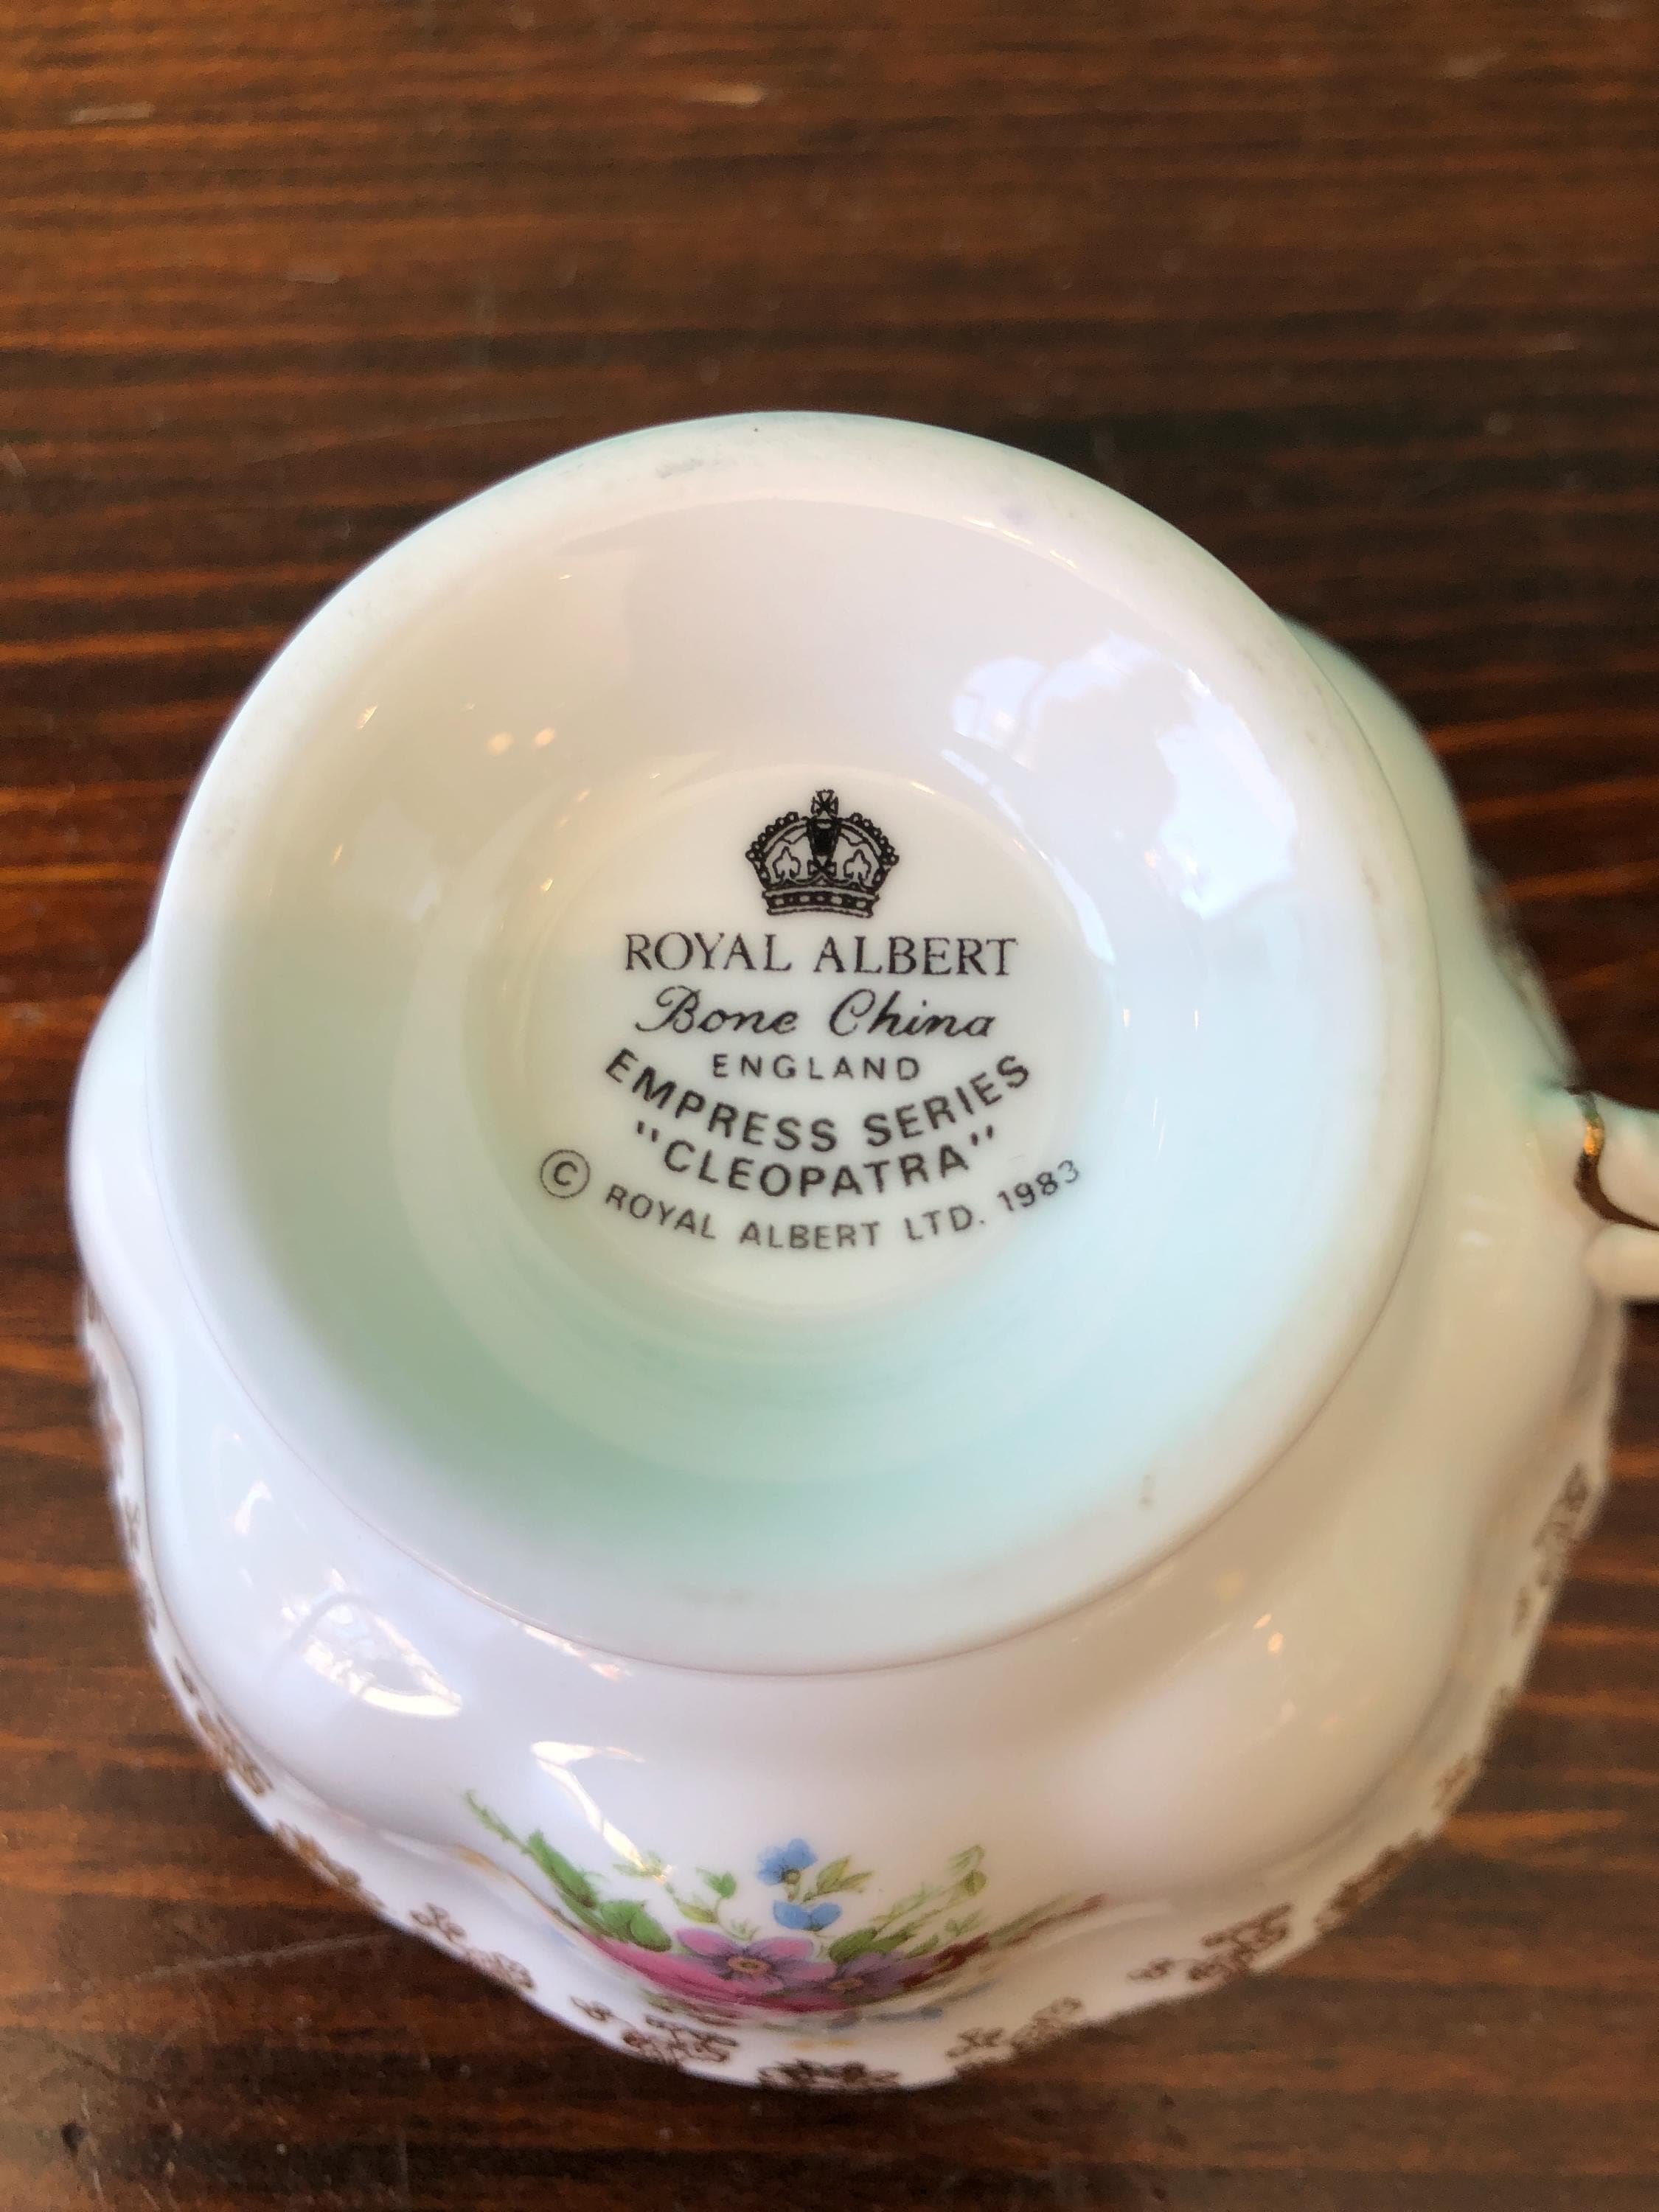 ROYAL ALBERT
Bone China
ENGLAND
EMPRESS SERIES
"CLEOPATRA"
© ROYAL ALBERT LTD. 1983